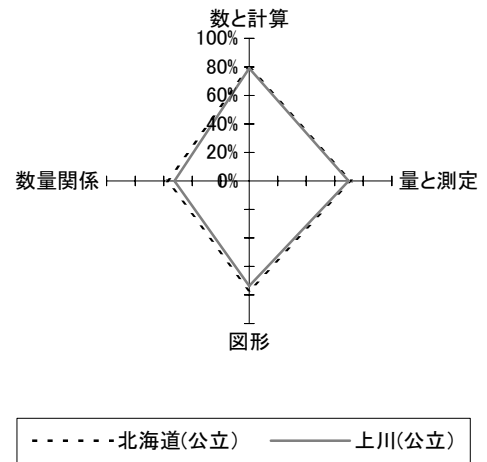 数と計算
100%
80%
60%
40%
20%
0%
数量関係
量と測定
図形
北海道(公立)
上川(公立)